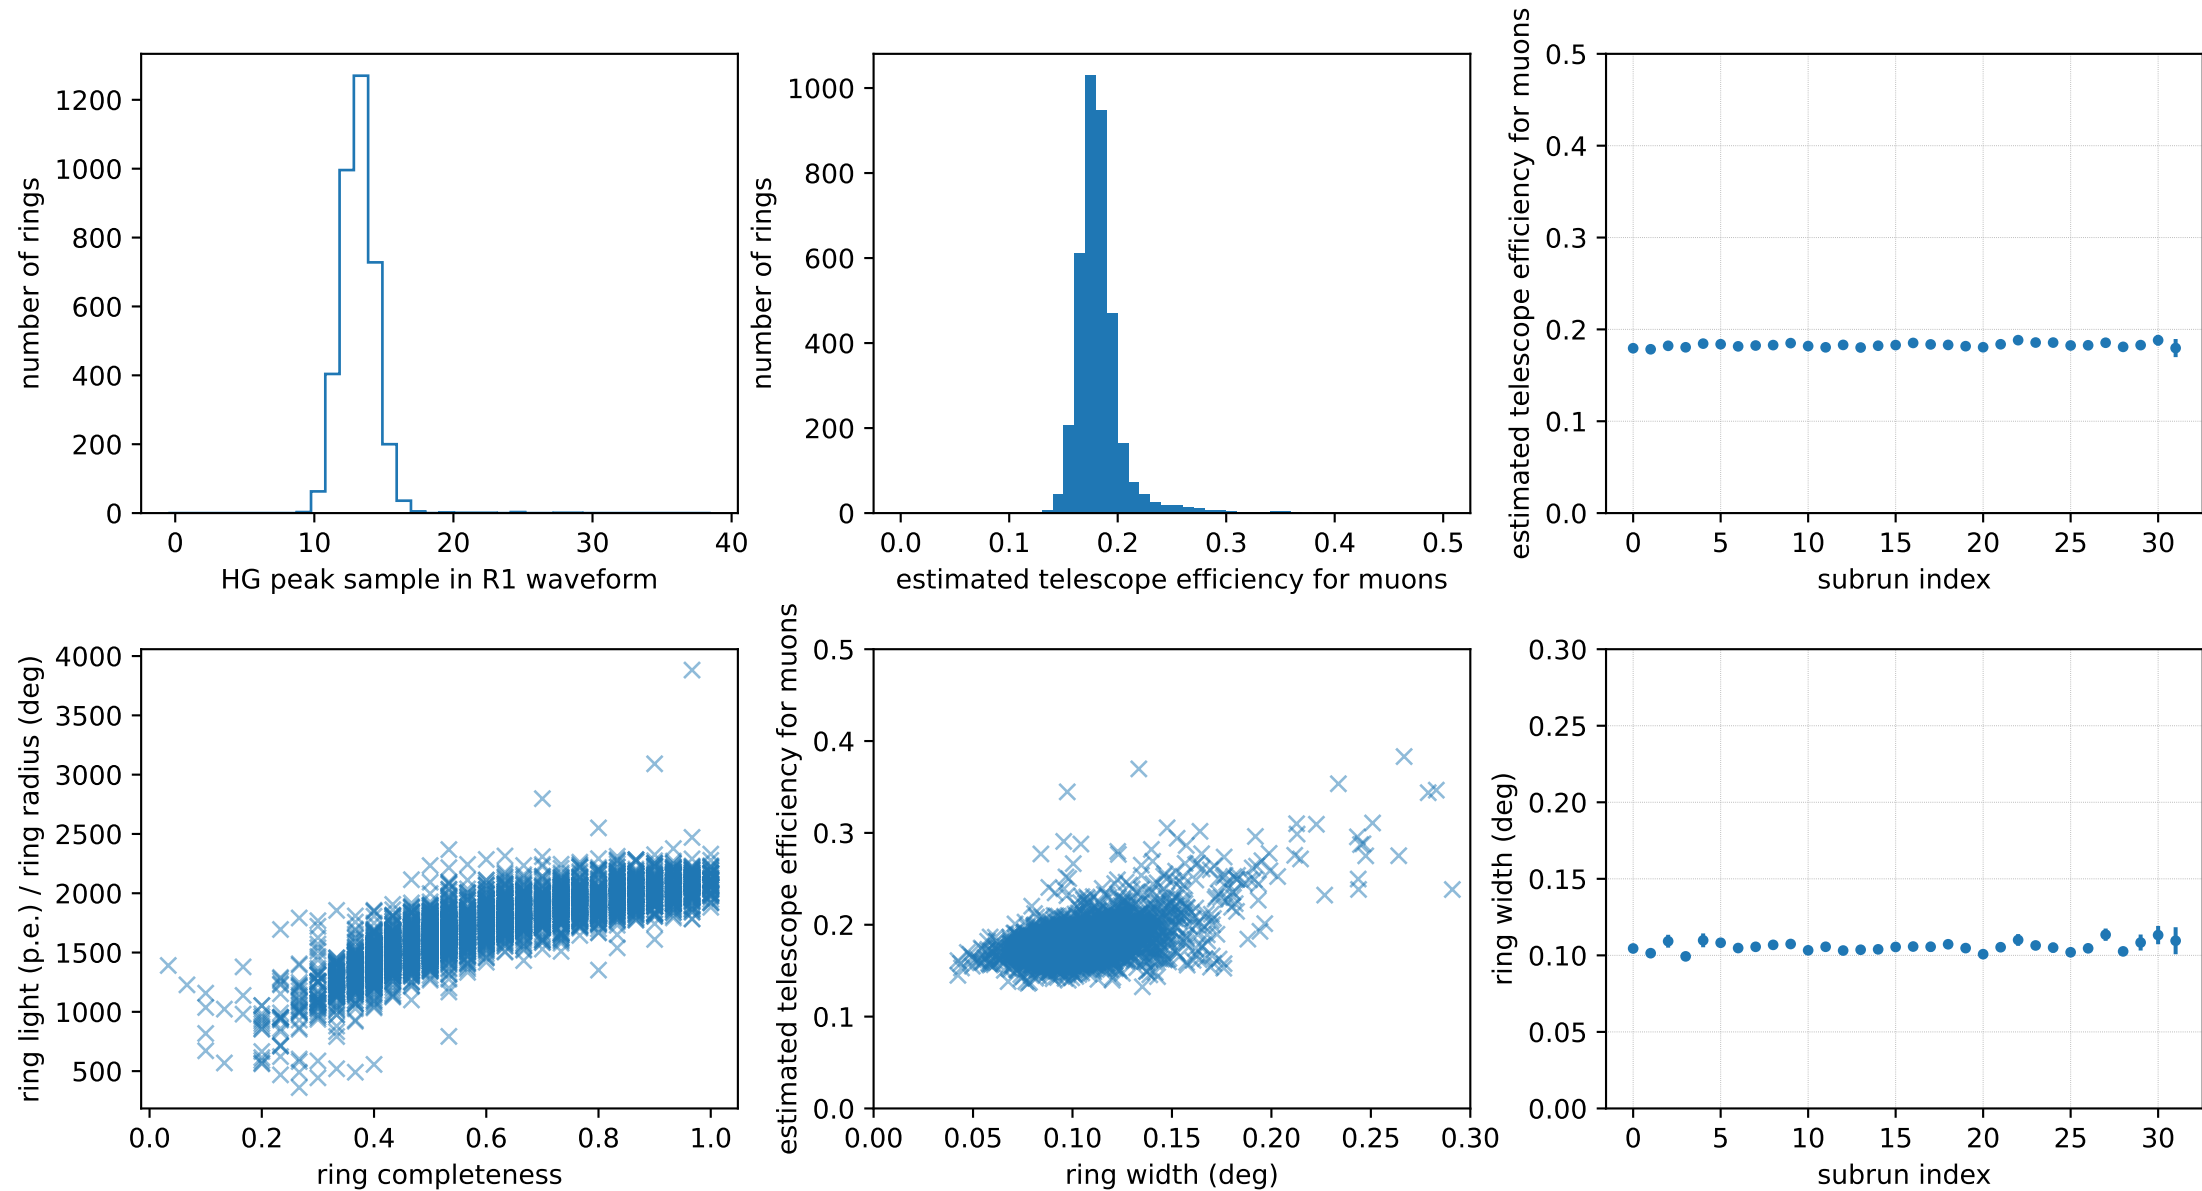 number of rings
1200
1000
800
600
400
200
0
0 10 20 30 40
HG peak sample in R1 waveform
number of rings
1000
800
600
400
200
0
0.0 0.1 0.2 0.3 0.4 0.5
estimated telescope efficiency for muons
estimated telescope efficiency for muons
0.5
0.4
0.3
0.2
0.1
0.0
0 5 10 15 20 25 30
subrun index
ring light (p.e.) / ring radius (deg)
4000
3500
3000
2500
2000
1500
1000
500
0.0 0.2 0.4 0.6 0.8 1.0
ring completeness
estimated telescope efficiency for muons
0.5
0.4
0.3
0.2
0.1
0.0
0.00 0.05 0.10 0.15 0.20 0.25 0.30
ring width (deg)
ring width (deg)
0.30
0.25
0.20
0.15
0.10
0.05
0.00
0 5 10 15 20 25 30
subrun index